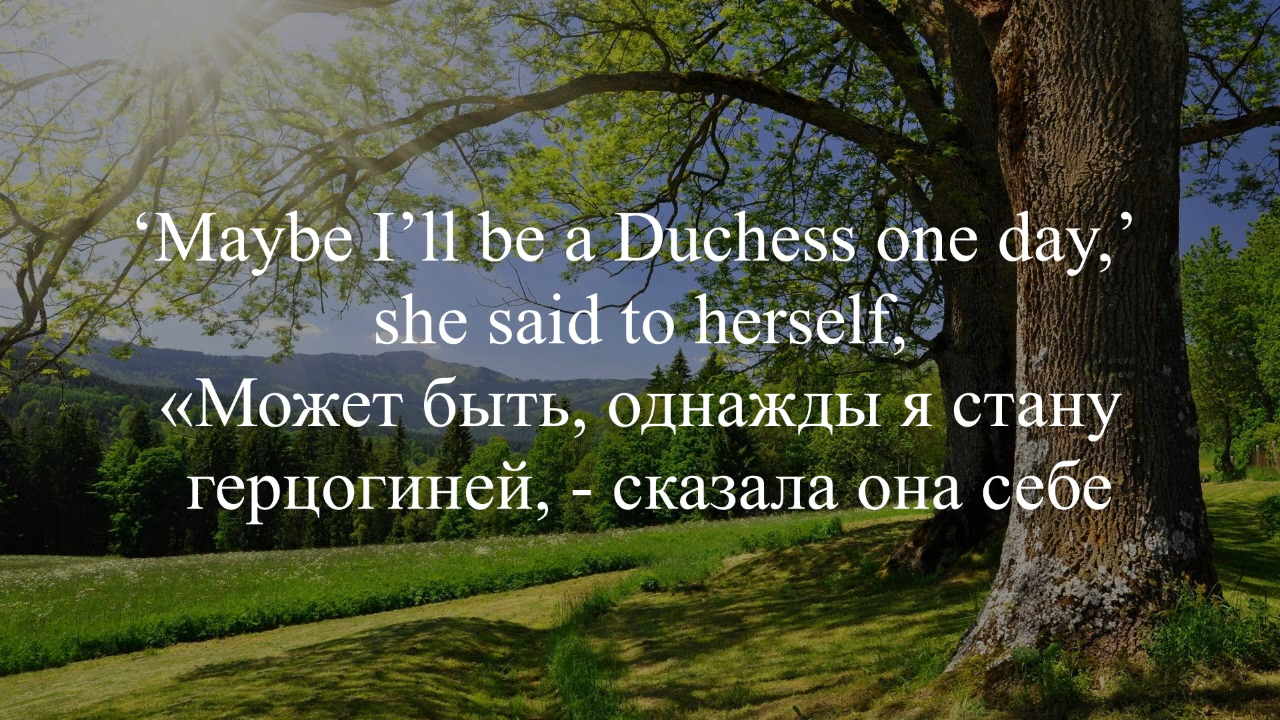 ‘Maybe I’ll be a Duchess one day,’
she said to herself,
«Может быть, однажды я стану
герцогиней, - сказала она себе